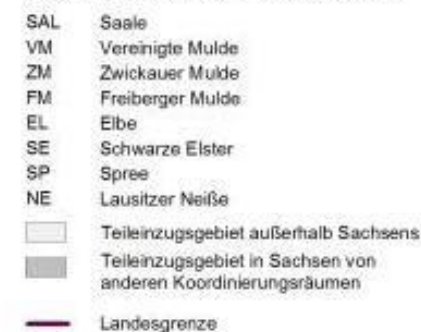 SAL Saale
VM Vereinigte Mulde
ZM Zwickauer Mulde
FM Freiberger Mulde
EL Elbe
SE Schwarze Elster
SP Spree
NE Lausitzer Neiße
Teileinzugsgebiet außerhalb Sachsens
Teileinzugsgebiet in Sachsen von
anderen Koordinierungsräumen
Landesgrenze